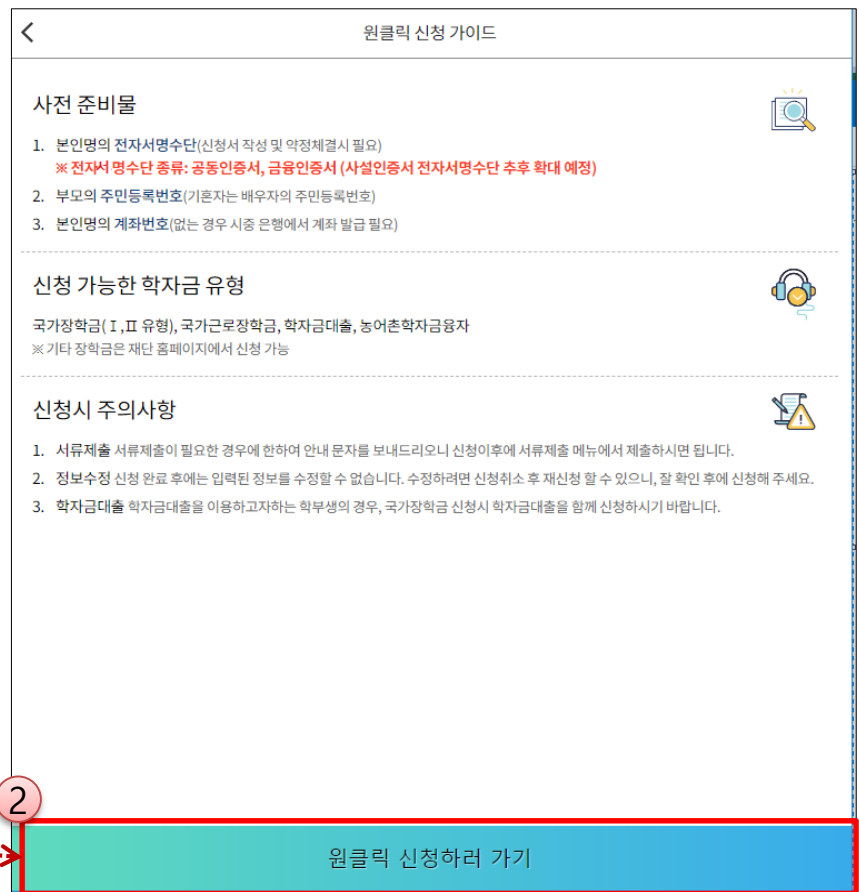 원클릭 신청 가이드
사전 준비물
1. 본인명의 전자서명수단(신청서 작성 및 약정체결시 필요)
※ 전자서 명수단 종류: 공동인증서, 금융인증서 (사설인증서 전자서명수단 추후 확대 예정)
2. 부모의 주민등록번호(기혼자는 배우자의 주민등록번호)
3. 본인명의 계좌번호(없는 경우 시중 은행에서 계좌 발급 필요)
신청 가능한 학자금 유형
국가장학금( Ⅰ,Ⅱ 유형), 국가근로장학금, 학자금대출, 농어촌학자금융자
※ 기타 장학금은 재단 홈페이지에서 신청 가능
신청시 주의사항
1. 서류제출 서류제출이 필요한 경우에 한하여 안내 문자를 보내드리오니 신청이후에 서류제출 메뉴에서 제출하시면 됩니다.
2. 정보수정 신청 완료 후에는 입력된 정보를 수정할 수 없습니다. 수정하려면 신청취소 후 재신청 할 수 있으니, 잘 확인 후에 신청해 주세요.
3. 학자금대출 학자금대출을 이용하고자하는 학부생의 경우, 국가장학금 신청시 학자금대출을 함께 신청하시기 바랍니다.
2
원클릭 신청하러 가기